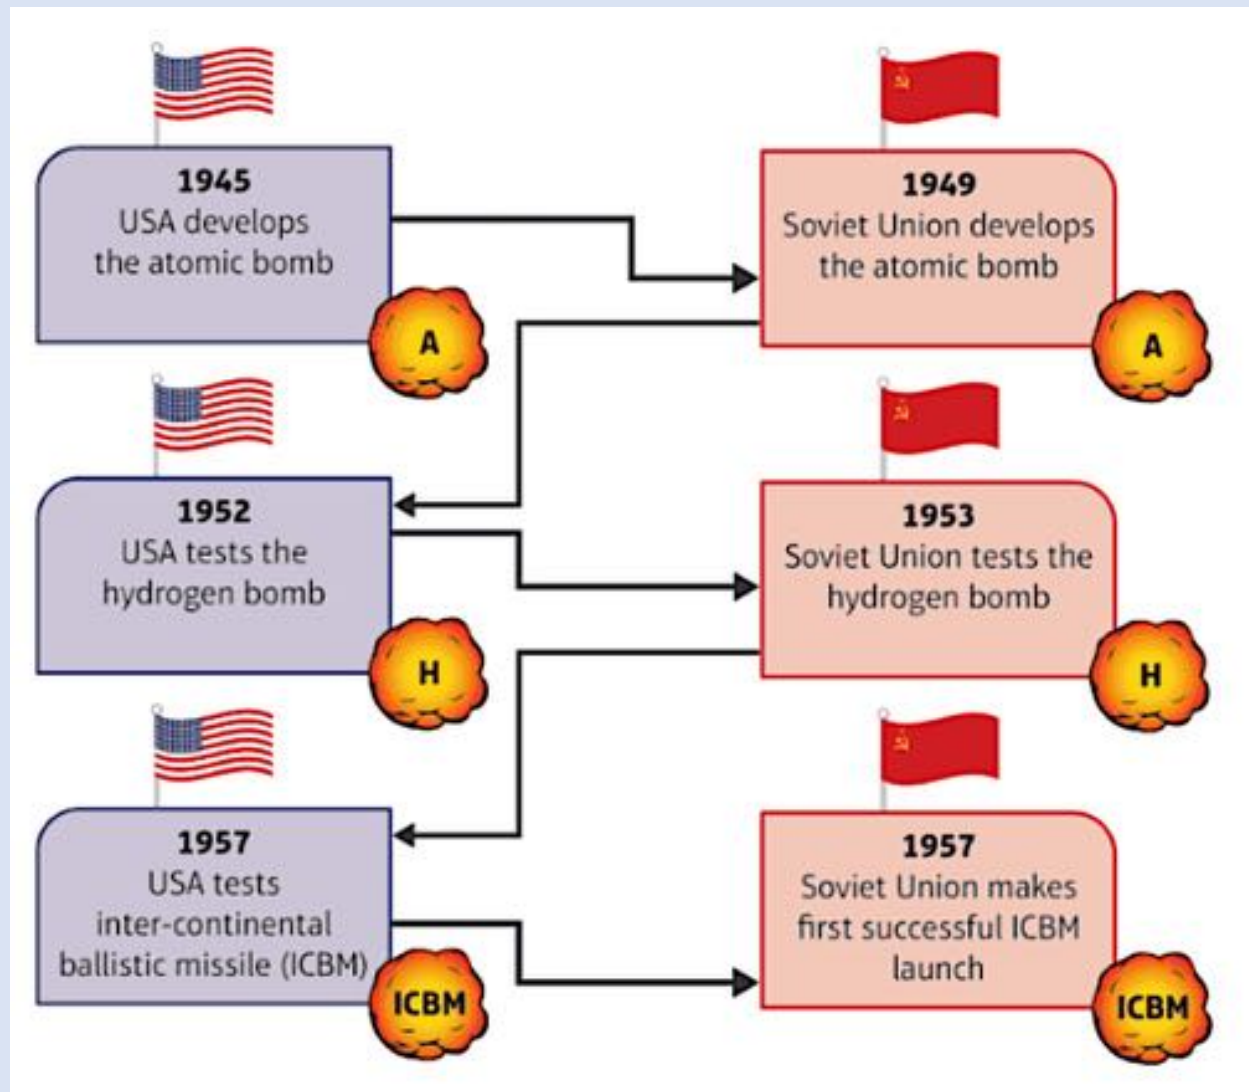 1945
USA develops
the atomic bomb
A
1949
Soviet Union develops
the atomic bomb
A
1952
USA tests the
hydrogen bomb
H
1953
Soviet Union tests the
hydrogen bomb
H
1957
USA tests
inter-continental
ballistic missile (ICBM)
ICBM
1957
Soviet Union makes
first successful ICBM
launch
ICBM